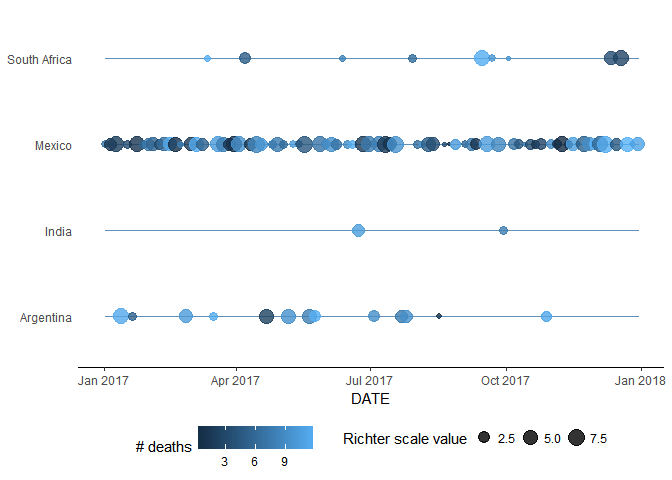 South Africa
Mexico
India
Argentina
Jan 2017 Apr 2017 Jul 2017 Oct 2017 Jan 2018
DATE
# deaths 3 6 9 Richter scale value 2.5 5.0 7.5